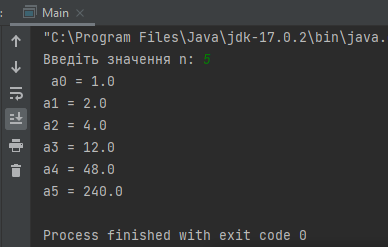 Main ×
"C:\Program Files\Java\jdk-17.0.2\bin\java.
Введіть значення n: 5
a0 = 1.0
a1 = 2.0
a2 = 4.0
a3 = 12.0
a4 = 48.0
a5 = 240.0
Process finished with exit code 0